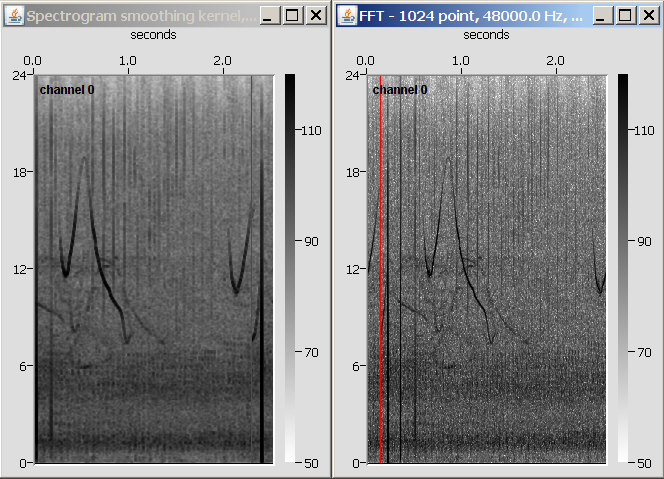 Spectrogram smoothing kernel,...
seconds
0.0 1.0 2.0
24
channel 0
18
12
6
0
110
90
70
50
FFT - 1024 point, 48000.0 Hz, ...
seconds
0.0 1.0 2.0
24
channel 0
18
12
6
0
110
90
70
50